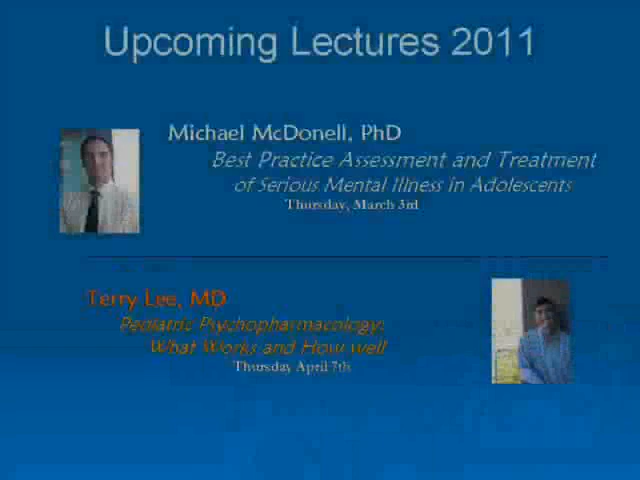 Upcoming Lectures 2011
Michael McDonell, PhD
Best Practice Assessment and Treatment
of Serious Mental Illness in Adolescents
Thursday, March 3rd
Terry Lee, MD
Pediatric Psychopharmacology:
What Works and How well
Thursday April 7th